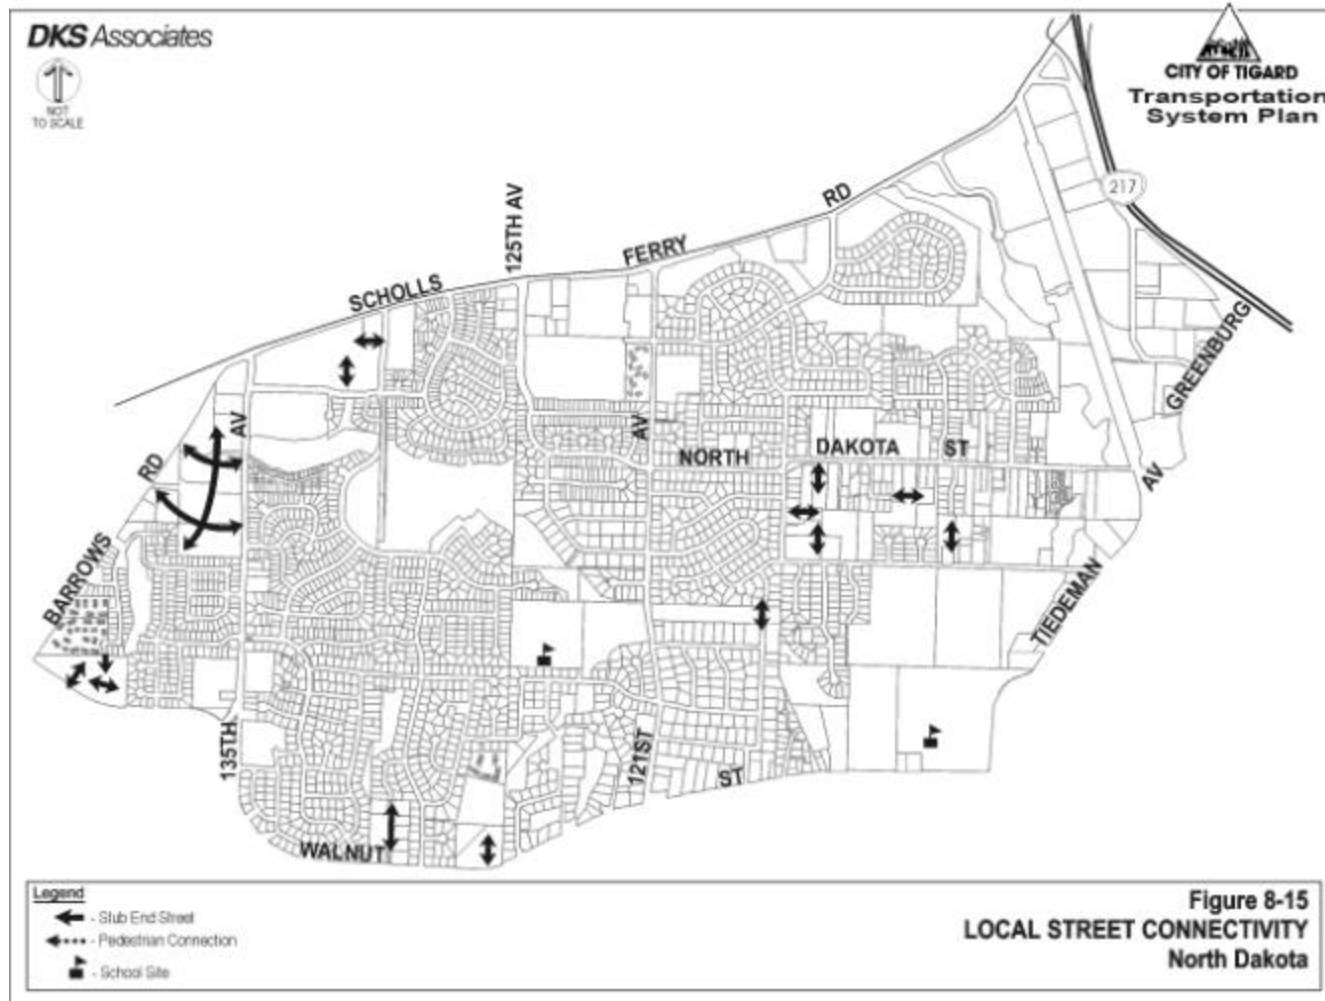 DKS Associates
NOT
TO SCALE
CITY OF TIGARD
Transportation
System Plan
217
125TH AV
SCHOLLS
FERRY
RD
GREENBURG
AV
AV
NORTH
DAKOTA
ST
AV
RD
BARROWS
TIEDEMAN
135TH
121ST
ST
WALNUT
Legend
- Stub End Street
- Pedestrian Connection
- School Site
Figure 8-15
LOCAL STREET CONNECTIVITY
North Dakota